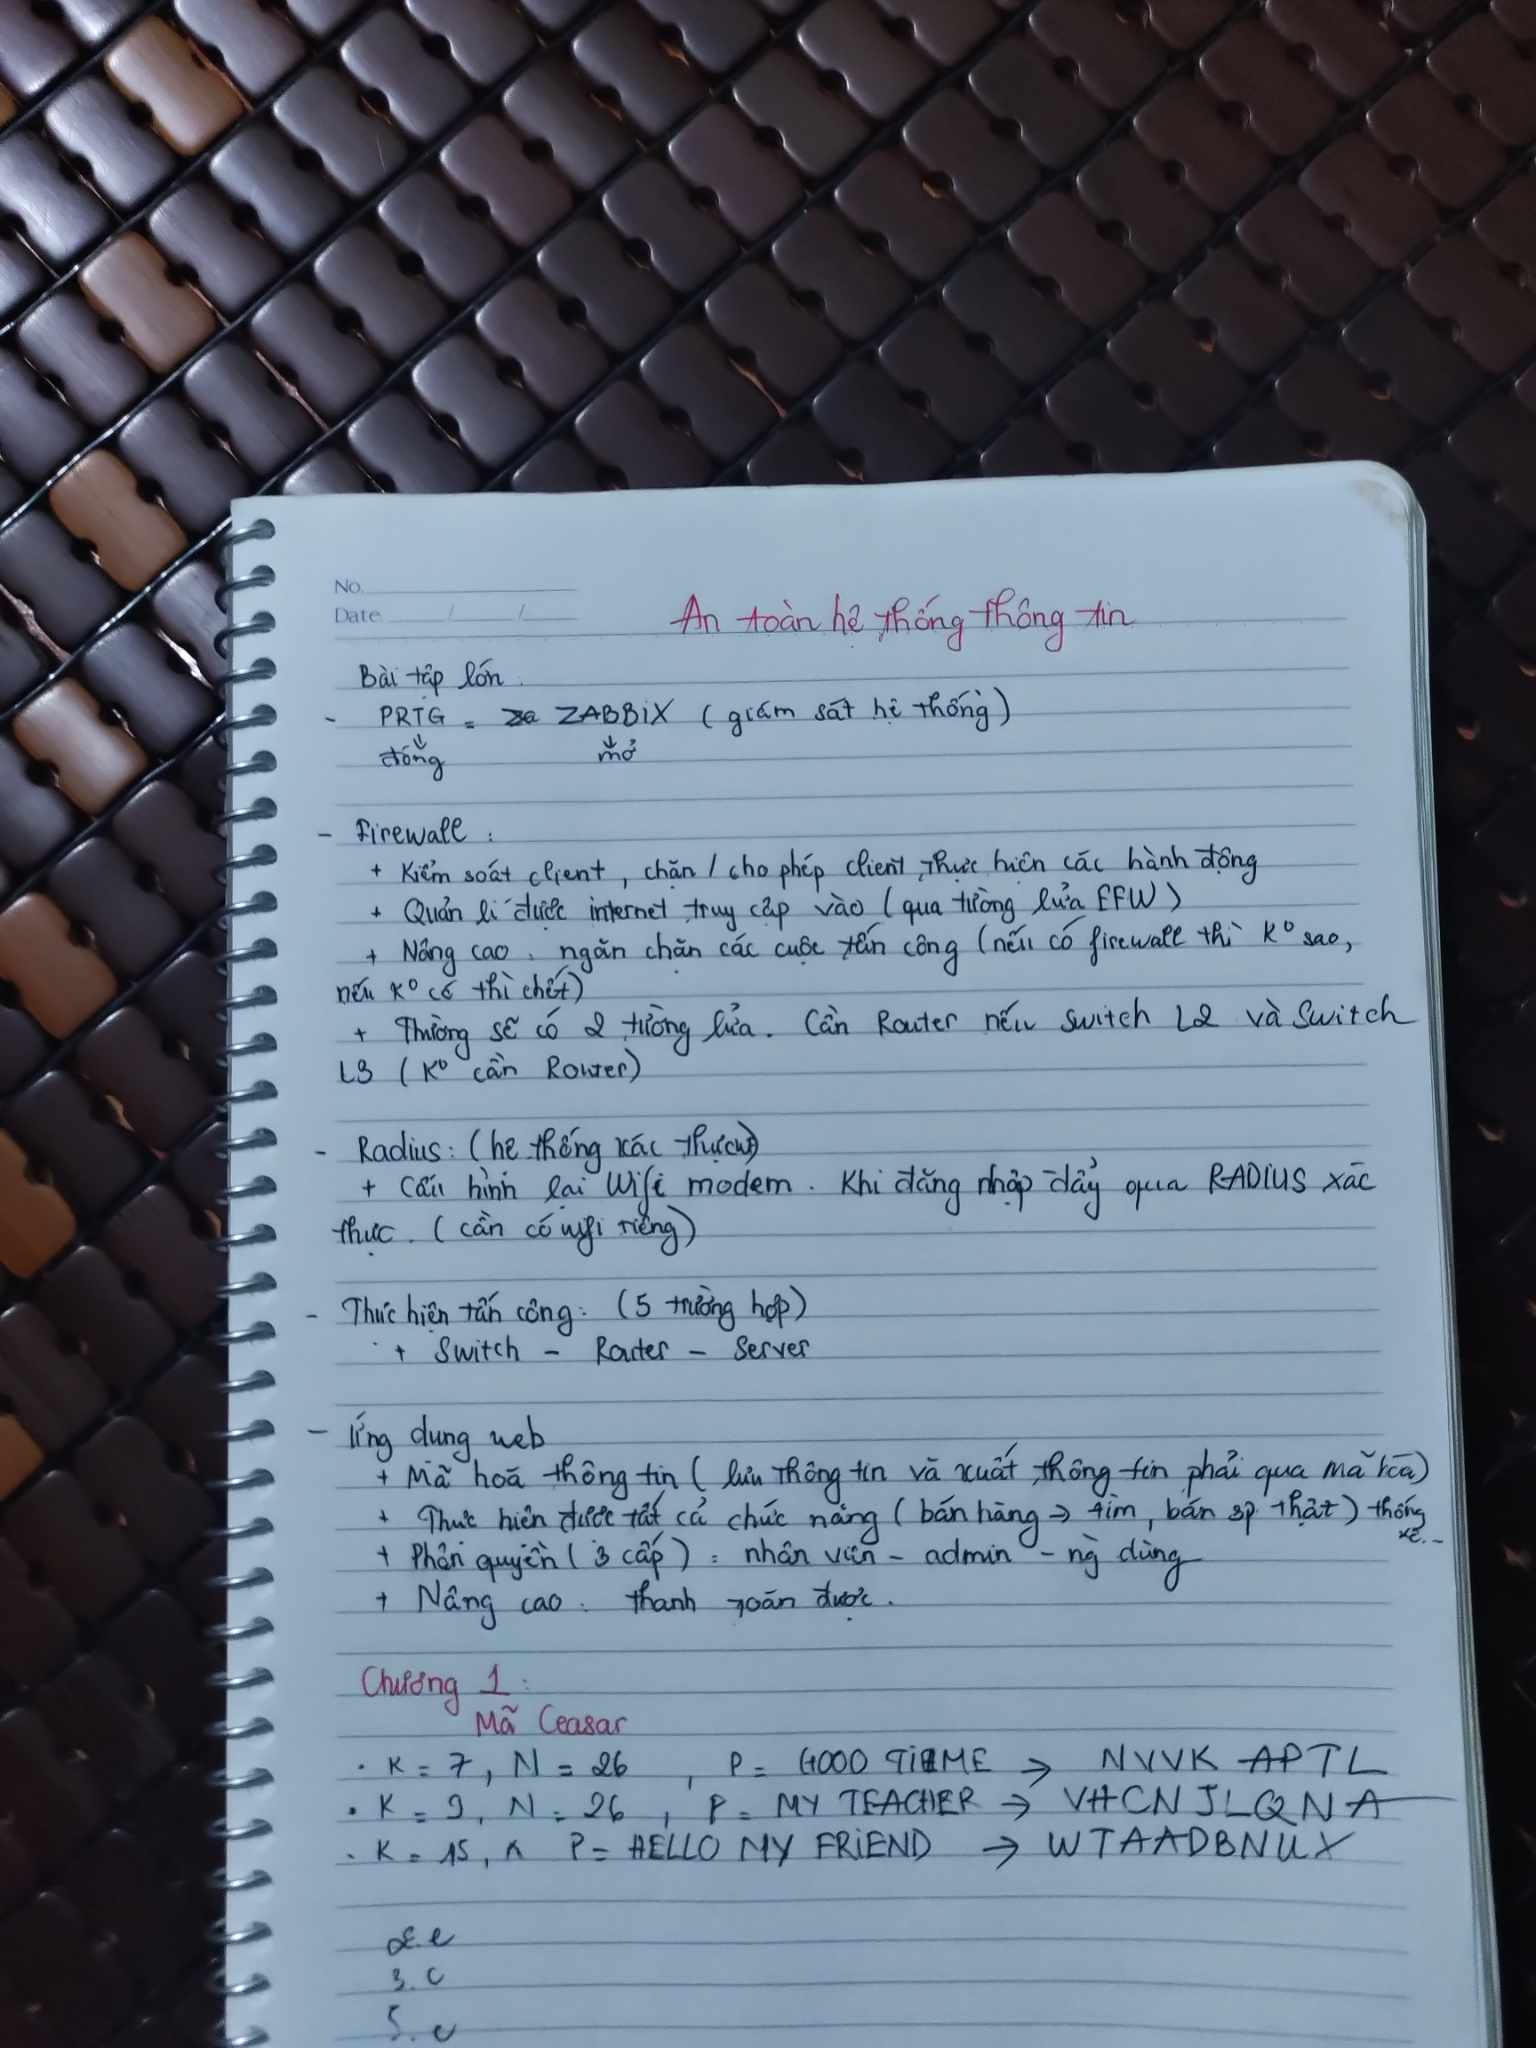 No.
Date / /
An toàn hệ thống thông tin
Bài tập lớn:
- PRTG = ZABBiX (giám sát hệ thống)
đóng mở
- Firewall:
+ Kiểm soát client, chặn / cho phép client thực hiện các hành động
+ Quản lí được internet truy cập vào (qua tường lửa FFW)
+ Nâng cao: ngăn chặn các cuộc tấn công (nếu có firewall thì K° sao,
nếu K° có thì chết)
+ Thường sẽ có 2 tường lửa. Cần Router nếu Switch L2 và Switch
L3 (K° cần Router)
- Radius: (hệ thống xác thực)
+ Cấu hình lại Wifi modem. Khi đăng nhập đẩy qua RADIUS xác
thực. (cần có wifi riêng)
- Thực hiện tấn công: (5 trường hợp)
+ Switch - Router - Server
- Ứng dụng web
+ Mã hoá thông tin (lưu thông tin và xuất thông tin phải qua mã hóa)
+ Thực hiện được tất cả chức năng (bán hàng → tìm, bán sp thật) thống
kê..
+ Phân quyền (3 cấp): nhân viên - admin - ng dùng
+ Nâng cao: thanh toán được.
Chương 1:
Mã Ceasar
. K = 7, N = 26, P = GOOD TiME → NVVK APTL
. K = 9, N = 26, P = MY TEACHER → VHCNJLQNA
. K = 15, P = HELLO MY FRiEND → WTAADBNUX
3. C